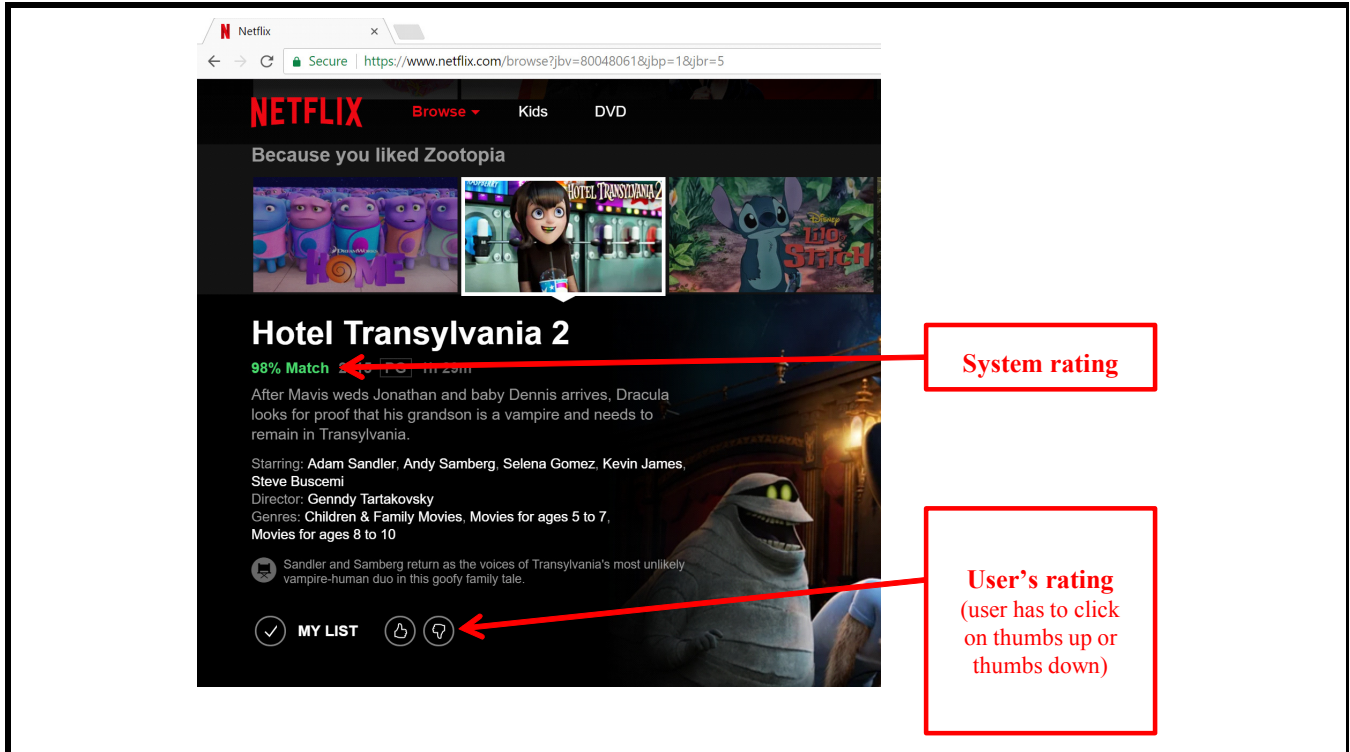 Netflix
Secure https://www.netflix.com/browse?jbv=80048061&jbp=1&jbr=5
NETFLIX Browse Kids DVD
Because you liked Zootopia
DREAMWORKS
HOME
HOTEL TRANSYLVANIA 2
Disney
LILO
STITCH
Hotel Transylvania 2
98% Match PG 1h 29m
System rating
After Mavis weds Jonathan and baby Dennis arrives, Dracula
looks for proof that his grandson is a vampire and needs to
remain in Transylvania.
Starring: Adam Sandler, Andy Samberg, Selena Gomez, Kevin James,
Steve Buscemi
Director: Genndy Tartakovsky
Genres: Children & Family Movies, Movies for ages 5 to 7,
Movies for ages 8 to 10
Sandler and Samberg return as the voices of Transylvania's most unlikely
vampire-human duo in this goofy family tale.
MY LIST
User's rating
(user has to click
on thumbs up or
thumbs down)